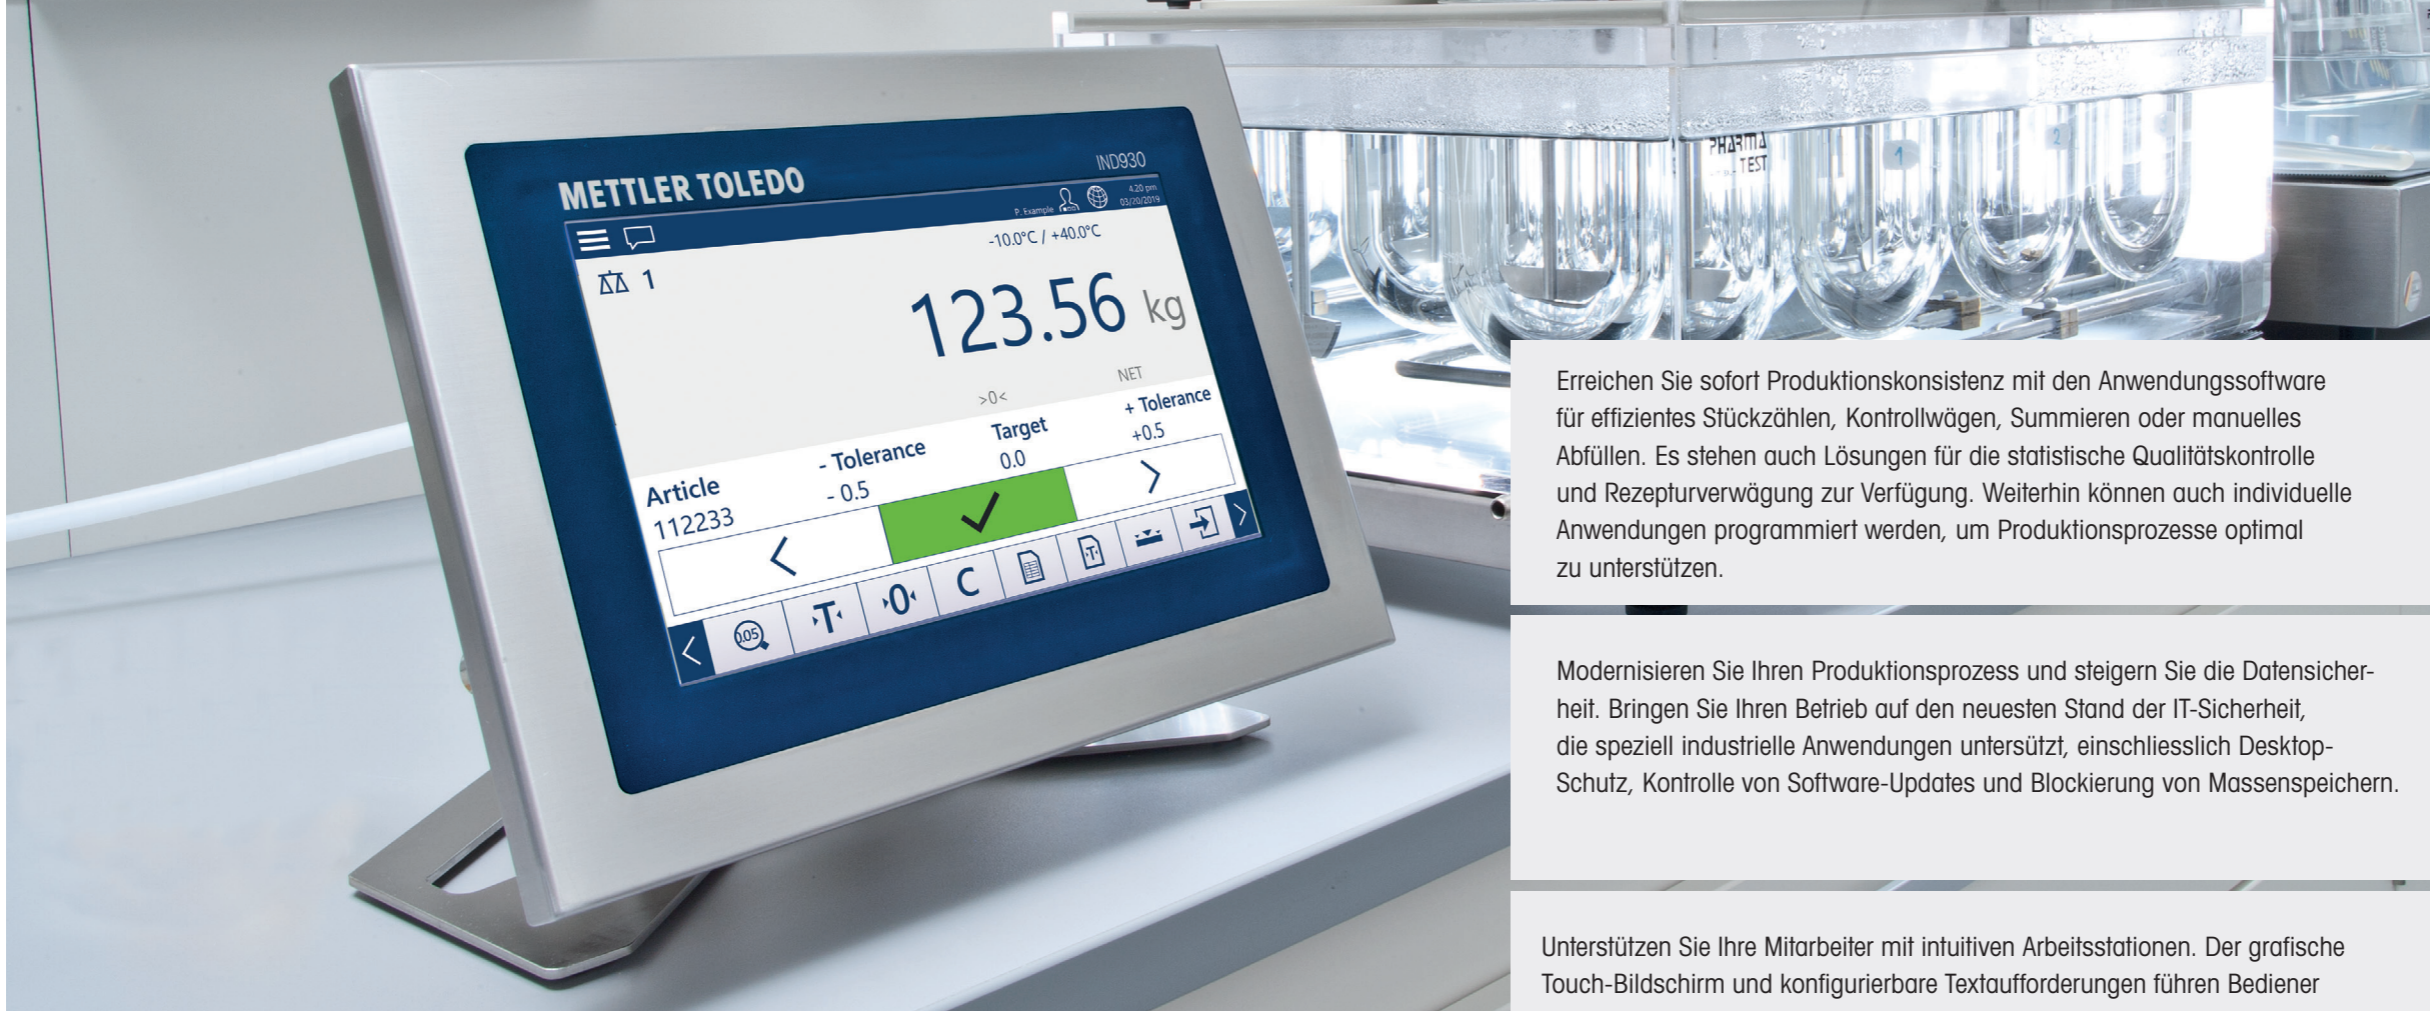 METTLER TOLEDO
IND930
P. Example
4:20 pm
03/20/2019
-10.0°C / +40.0°C
1
123.56 kg
>0<
NET
Article
- Tolerance
Target
+ Tolerance
112233
- 0.5
0.0
+0.5
0.05
T
0
C
T
PHARMA
TEST
1
2
Erreichen Sie sofort Produktionskonsistenz mit den Anwendungssoftware
für effizientes Stückzählen, Kontrollwägen, Summieren oder manuelles
Abfüllen. Es stehen auch Lösungen für die statistische Qualitätskontrolle
und Rezepturverwägung zur Verfügung. Weiterhin können auch individuelle
Anwendungen programmiert werden, um Produktionsprozesse optimal
zu unterstützen.
Modernisieren Sie Ihren Produktionsprozess und steigern Sie die Datensicher-
heit. Bringen Sie Ihren Betrieb auf den neuesten Stand der IT-Sicherheit,
die speziell industrielle Anwendungen untersützt, einschliesslich Desktop-
Schutz, Kontrolle von Software-Updates und Blockierung von Massenspeichern.
Unterstützen Sie Ihre Mitarbeiter mit intuitiven Arbeitsstationen. Der grafische
Touch-Bildschirm und konfigurierbare Textaufforderungen führen Bediener